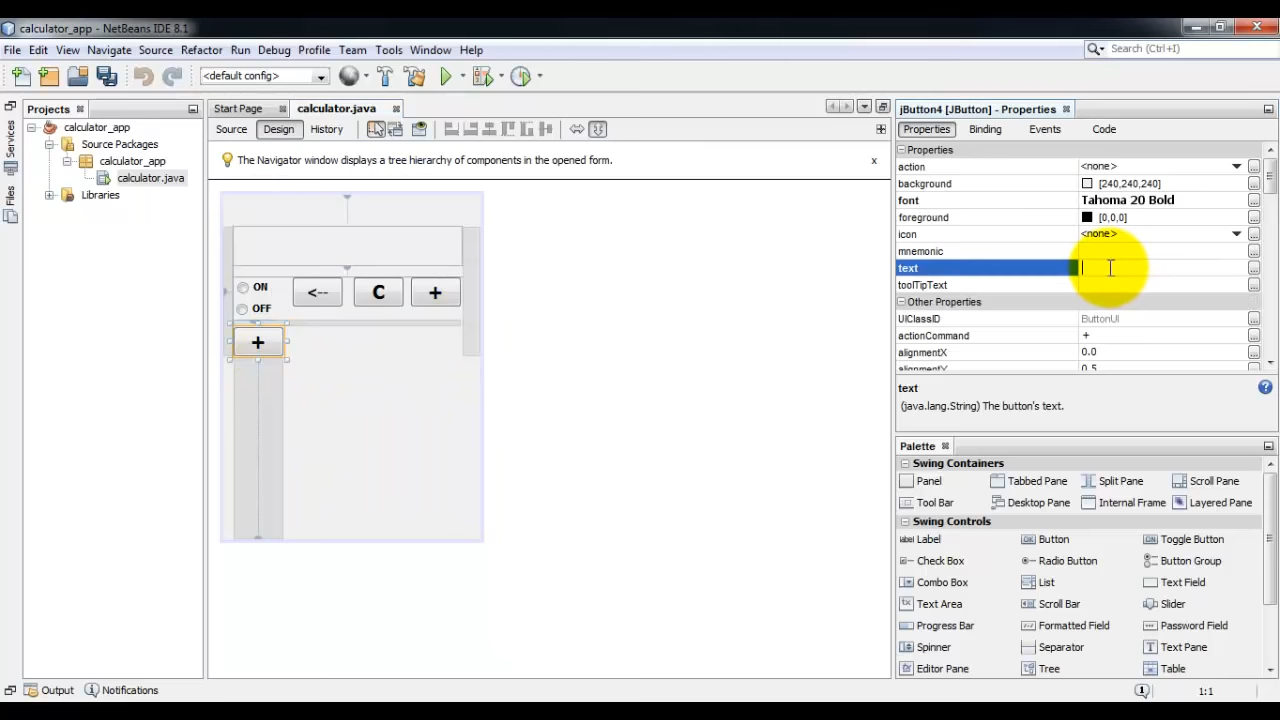 calculator_app - NetBeans IDE 8.1
File Edit View Navigate Source Refactor Run Debug Profile Team Tools Window Help
Search (Ctrl+I)
<default config>
Projects
Start Page calculator.java
jButton4 [JButton] - Properties
Services
Files
calculator_app
Source Packages
calculator_app
calculator.java
Libraries
Source Design History
The Navigator window displays a tree hierarchy of components in the opened form. x
ON
OFF
<-- C +
+
Properties Binding Events Code
Properties
action <none> ...
background [240,240,240] ...
font Tahoma 20 Bold ...
foreground [0,0,0] ...
icon <none> ...
mnemonic ...
text ...
toolTipText ...
Other Properties
UIClassID ButtonUI ...
actionCommand + ...
alignmentX 0.0 ...
alignmentY 0.5 ...
text
(java.lang.String) The button's text.
Palette
Swing Containers
Panel Tabbed Pane Split Pane Scroll Pane
Tool Bar Desktop Pane Internal Frame Layered Pane
Swing Controls
Label Button Toggle Button
Check Box Radio Button Button Group
Combo Box List Text Field
Text Area Scroll Bar Slider
Progress Bar Formatted Field Password Field
Spinner Separator Text Pane
Editor Pane Tree Table
Output Notifications
1:1